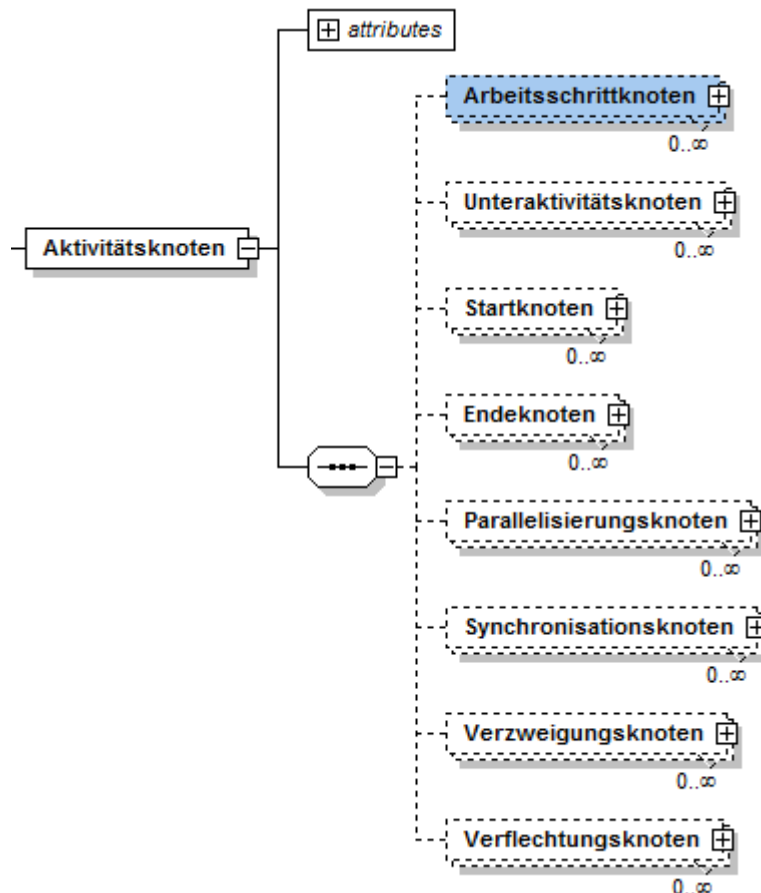 attributes
Arbeitsschrittknoten
0..∞
Unteraktivitätsknoten
0..∞
Aktivitätsknoten
Startknoten
0..∞
Endeknoten
0..∞
Parallelisierungsknoten
0..∞
Synchronisationsknoten
0..∞
Verzweigungsknoten
0..∞
Verflechtungsknoten
0..∞